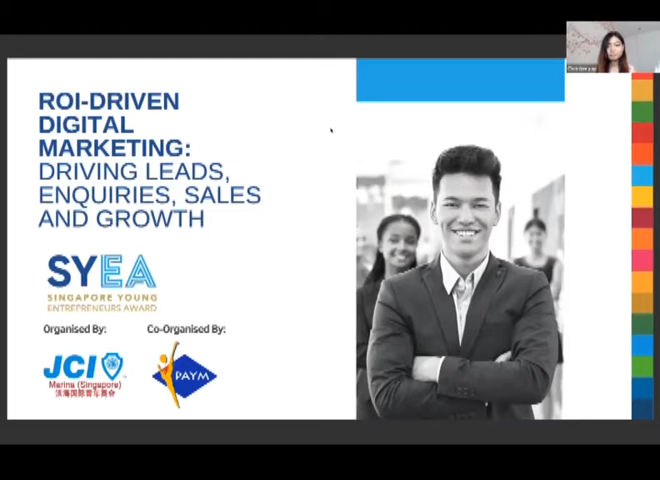 ROI-DRIVEN
DIGITAL
MARKETING:
DRIVING LEADS,
ENQUIRIES, SALES
AND GROWTH
SYEA
SINGAPORE YOUNG
ENTREPRENEURS AWARD
Organised By:
Co-Organised By:
JCI
Marina (Singapore)
PAYM